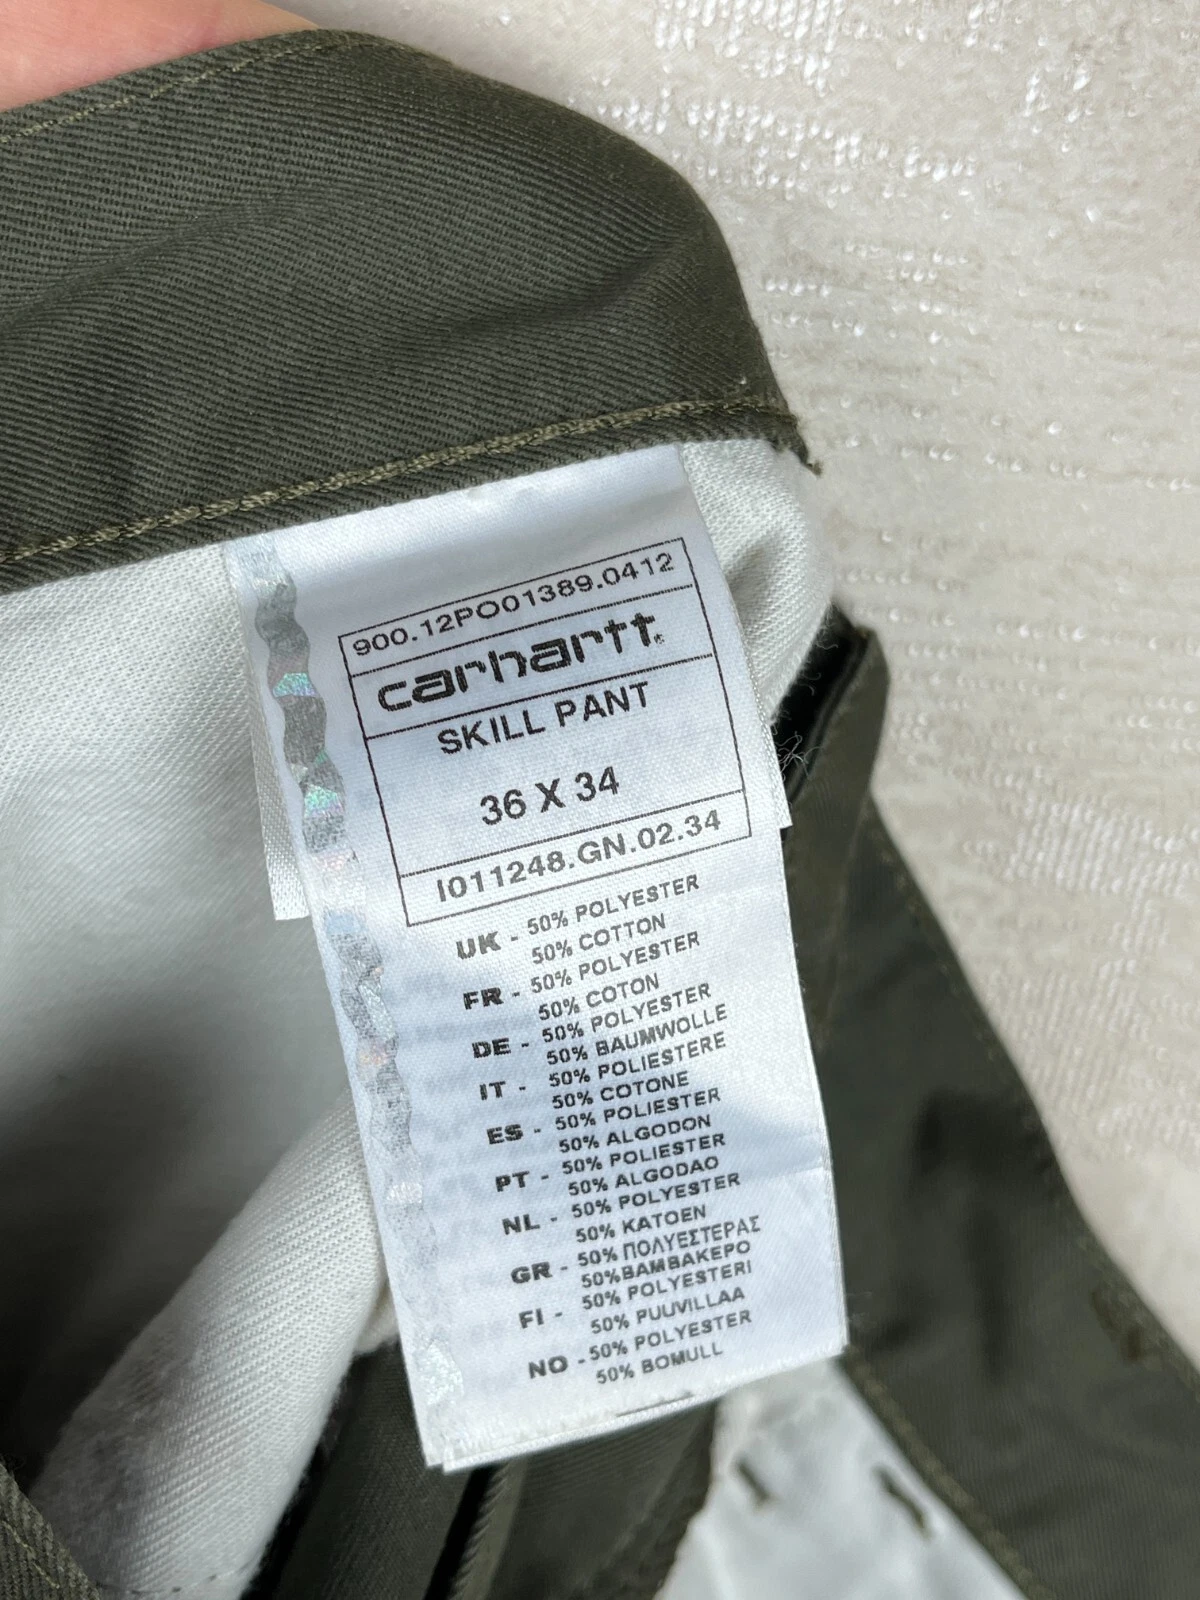 900.12PO01389.0412
carhartt.
SKILL PANT
36 X 34
I011248.GN.02.34
UK - 50% POLYESTER
50% COTTON
FR - 50% POLYESTER
50% COTON
DE - 50% POLYESTER
50% BAUMWOLLE
IT - 50% POLIESTERE
50% COTONE
ES - 50% POLIESTER
50% ALGODON
PT - 50% POLIESTER
50% ALGODAO
NL - 50% POLYESTER
50% KATOEN
GR - 50% ΠΟΛΥΕΣΤΕΡΑΣ
50%ΒΑΜΒΑΚΕΡΟ
FI - 50% POLYESTERI
50% PUUVILLAA
NO - 50% POLYESTER
50% BOMULL